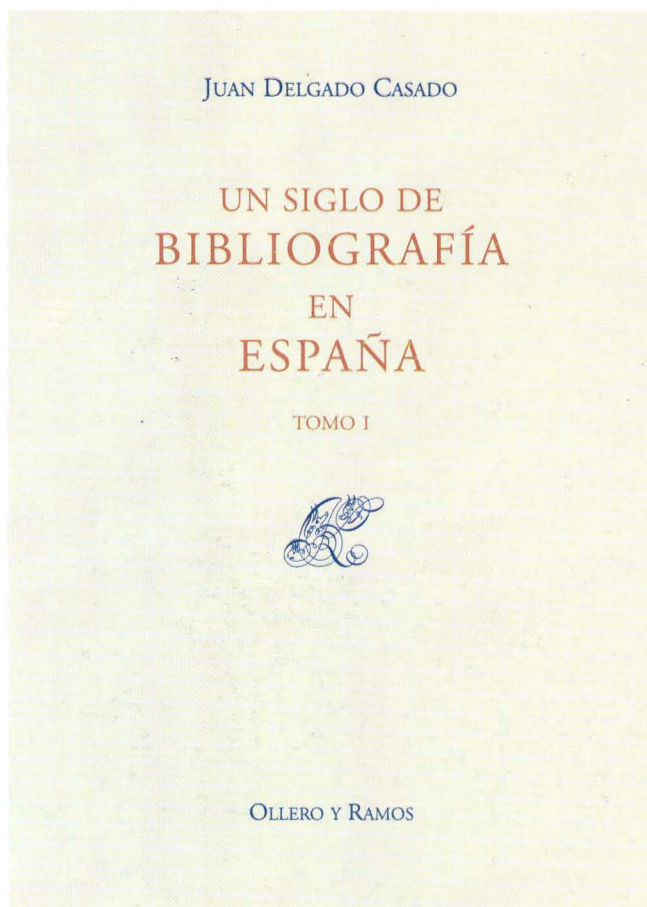 JUAN DELGADO CASADO
UN SIGLO DE
BIBLIOGRAFÍA
EN
ESPAÑA
TOMO I
OLLERO Y RAMOS